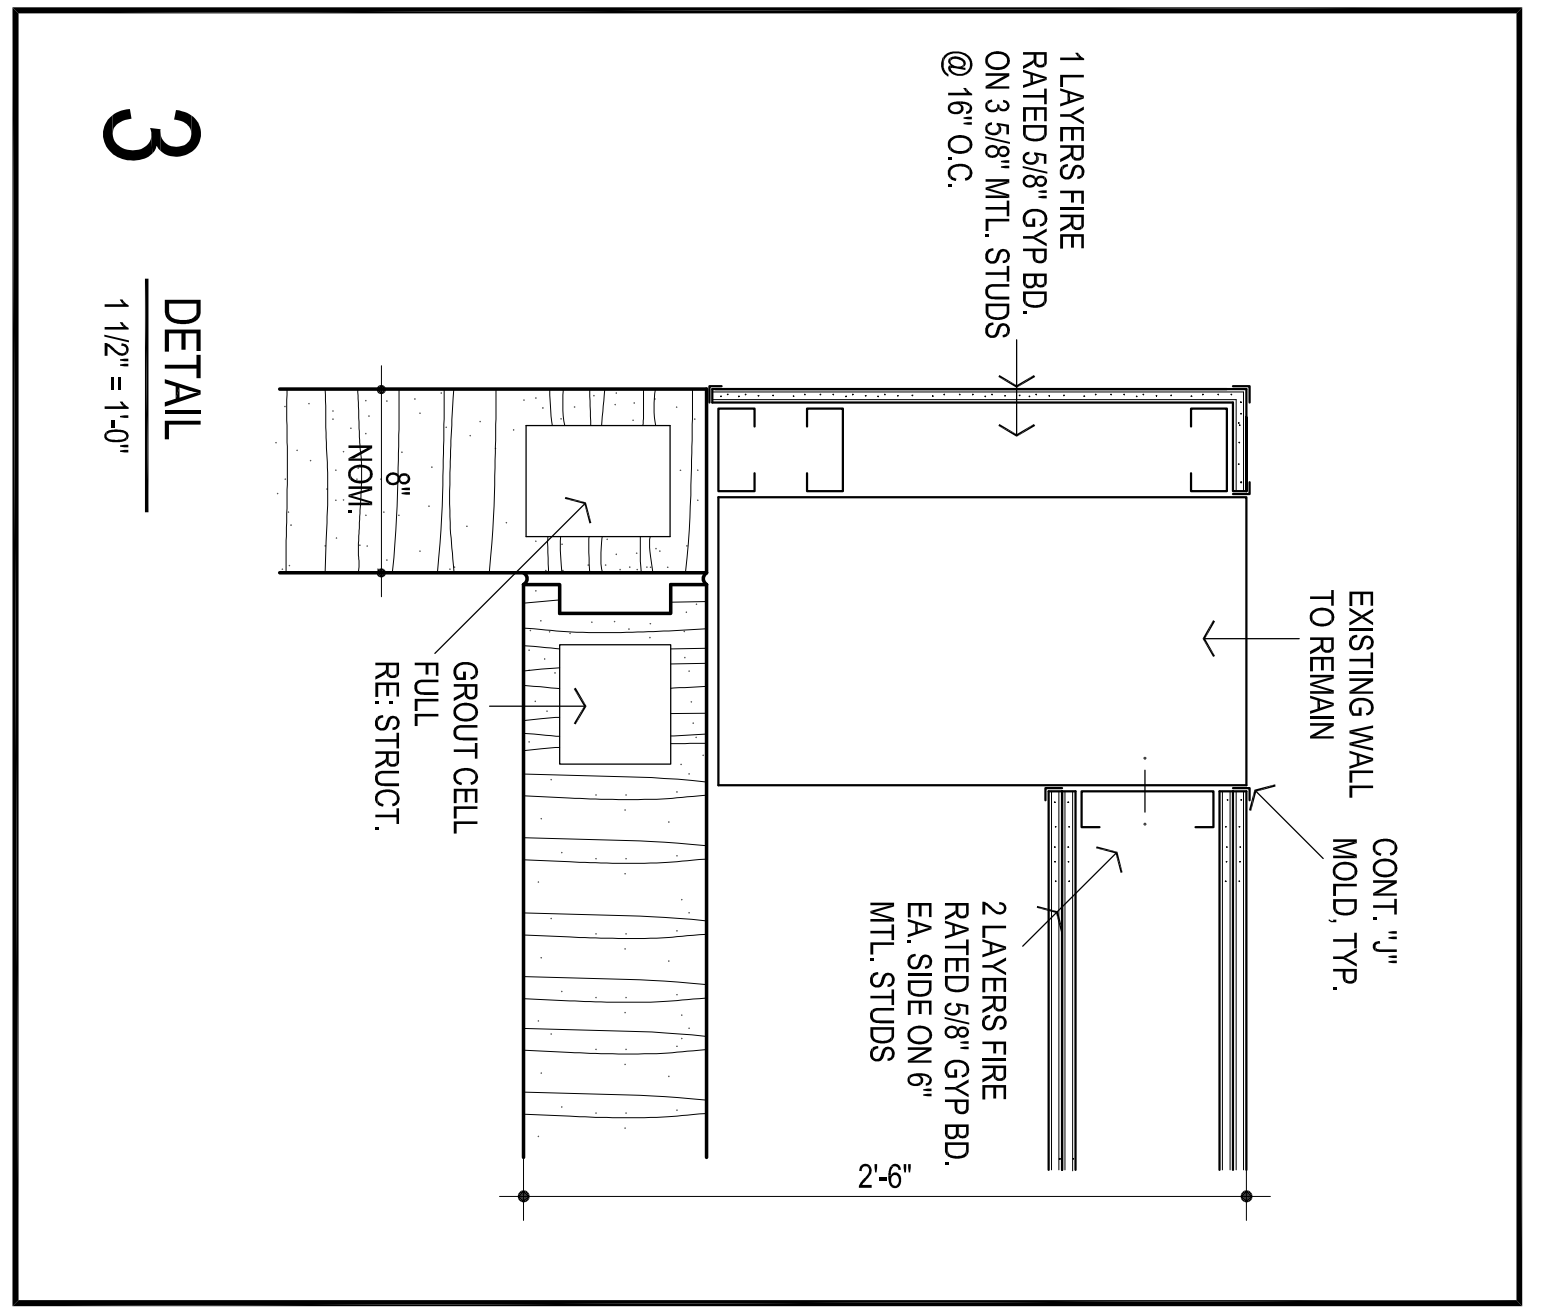 1 LAYERS FIRE
RATED 5/8" GYP BD.
ON 3 5/8" MTL. STUDS
@ 16" O.C.
EXISTING WALL
TO REMAIN
CONT. "J"
MOLD, TYP.
2 LAYERS FIRE
RATED 5/8" GYP BD.
EA. SIDE ON 6"
MTL. STUDS
2'-6"
8"
NOM.
GROUT CELL
FULL
RE: STRUCT.
3
DETAIL
1 1/2" = 1'-0"